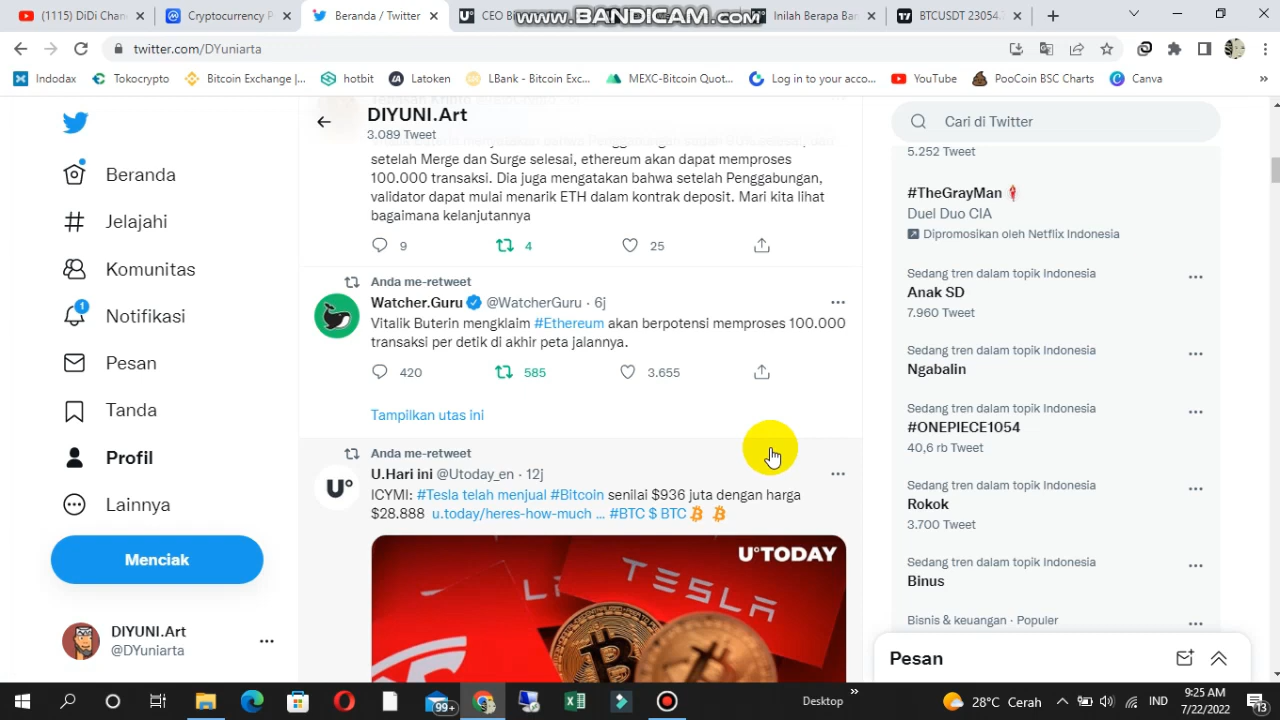 (1115) DiDi Chan
Cryptocurrency P
Beranda / Twitter
CEO Bi
www.BANDICAM.com
Inilah Berapa Ban
BTCUSDT 23054.
twitter.com/DYuniarta
Indodax
Tokocrypto
Bitcoin Exchange |...
hotbit
Latoken
LBank - Bitcoin Exc...
MEXC-Bitcoin Quot...
Log in to your acco...
YouTube
PooCoin BSC Charts
Canva
»
Beranda
Jelajahi
Komunitas
1
Notifikasi
Pesan
Tanda
Profil
Lainnya
Menciak
DIYUNI.Art
@DYuniarta
DIYUNI.Art
3.089 Tweet
setelah Merge dan Surge selesai, ethereum akan dapat memproses
100.000 transaksi. Dia juga mengatakan bahwa setelah Penggabungan,
validator dapat mulai menarik ETH dalam kontrak deposit. Mari kita lihat
bagaimana kelanjutannya
9 4 25
Anda me-retweet
Watcher.Guru @WatcherGuru · 6j
Vitalik Buterin mengklaim #Ethereum akan berpotensi memproses 100.000
transaksi per detik di akhir peta jalannya.
420 585 3.655
Tampilkan utas ini
Anda me-retweet
U.Hari ini @Utoday_en · 12j
U°
ICYMI: #Tesla telah menjual #Bitcoin senilai $936 juta dengan harga
$28.888 u.today/heres-how-much ... #BTC $ BTC
U°TODAY
TESLA
Cari di Twitter
5.252 Tweet
#TheGrayMan
Duel Duo CIA
Dipromosikan oleh Netflix Indonesia
Sedang tren dalam topik Indonesia
Anak SD
7.960 Tweet
Sedang tren dalam topik Indonesia
Ngabalin
Sedang tren dalam topik Indonesia
#ONEPIECE1054
40,6 rb Tweet
Sedang tren dalam topik Indonesia
Rokok
3.700 Tweet
Sedang tren dalam topik Indonesia
Binus
Bisnis & keuangan · Populer
Pesan
99+
Desktop
»
28°C Cerah
IND
9:25 AM
7/22/2022
13